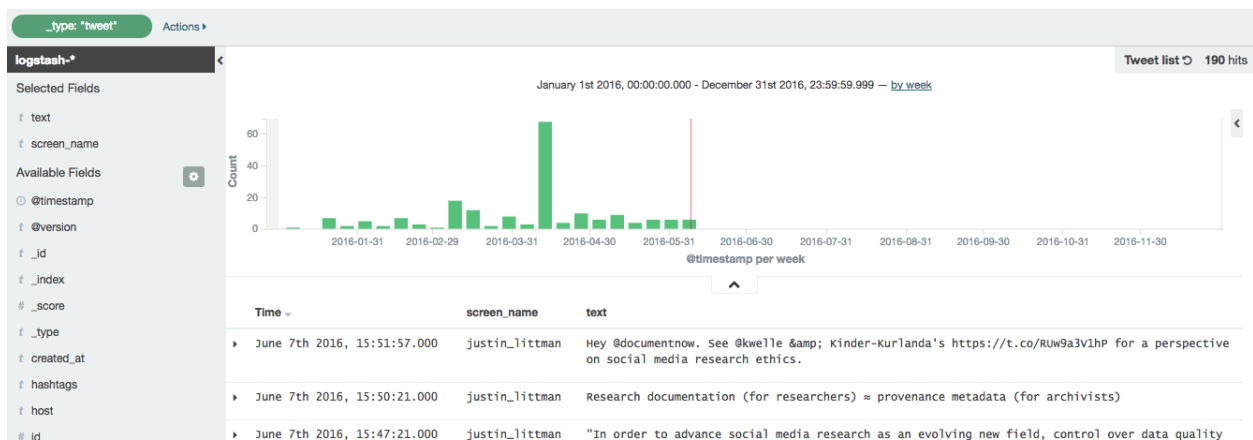 _type: "tweet" Actions
logstash-*
Tweet list 190 hits
Selected Fields
January 1st 2016, 00:00:00.000 - December 31st 2016, 23:59:59.999 — by week
t text
t screen_name
Available Fields
@timestamp
t @version
t _id
t _index
# _score
t _type
t created_at
t hashtags
t host
# id
Count
60
40
20
0
2016-01-31 2016-02-29 2016-03-31 2016-04-30 2016-05-31 2016-06-30 2016-07-31 2016-08-31 2016-09-30 2016-10-31 2016-11-30
@timestamp per week
Time screen_name text
June 7th 2016, 15:51:57.000 justin_littman Hey @documentnow. See @kwelle &amp; Kinder-Kurlanda's https://t.co/RUw9a3V1hP for a perspective
on social media research ethics.
June 7th 2016, 15:50:21.000 justin_littman Research documentation (for researchers) ≈ provenance metadata (for archivists)
June 7th 2016, 15:47:21.000 justin_littman "In order to advance social media research as an evolving new field, control over data quality